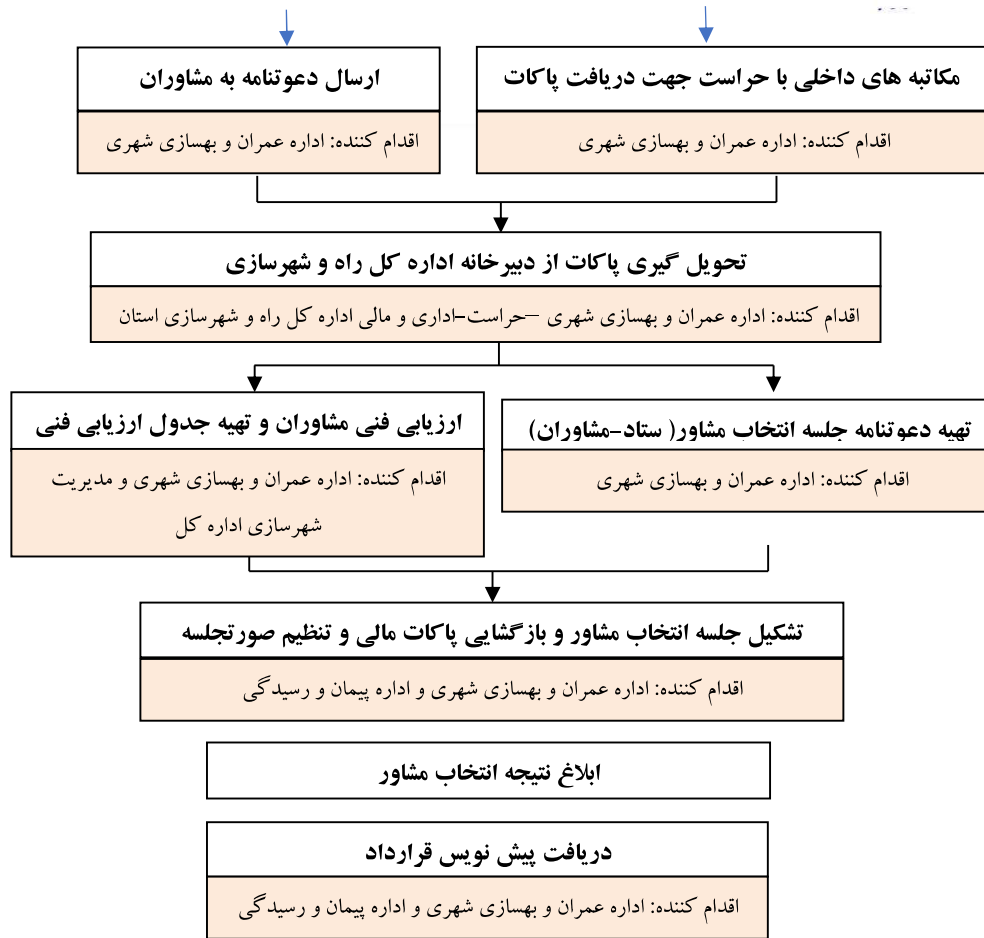 مکاتبه های داخلی با حراست جهت دریافت پاکات
اقدام کننده: اداره عمران و بهسازی شهری
ارسال دعوتنامه به مشاوران
اقدام کننده: اداره عمران و بهسازی شهری
تحویل گیری پاکات از دبیرخانه اداره کل راه و شهرسازی
اقدام کننده: اداره عمران و بهسازی شهری –حراست-اداری و مالی اداره کل راه و شهرسازی استان
تهیه دعوتنامه جلسه انتخاب مشاور( ستاد-مشاوران)
اقدام کننده: اداره عمران و بهسازی شهری
ارزیابی فنی مشاوران و تهیه جدول ارزیابی فنی
اقدام کننده: اداره عمران و بهسازی شهری و مدیریت
شهرسازی اداره کل
تشکیل جلسه انتخاب مشاور و بازگشایی پاکات مالی و تنظیم صورتجلسه
اقدام کننده: اداره عمران و بهسازی شهری و اداره پیمان و رسیدگی
ابلاغ نتیجه انتخاب مشاور
دریافت پیش نویس قرارداد
اقدام کننده: اداره عمران و بهسازی شهری و اداره پیمان و رسیدگی